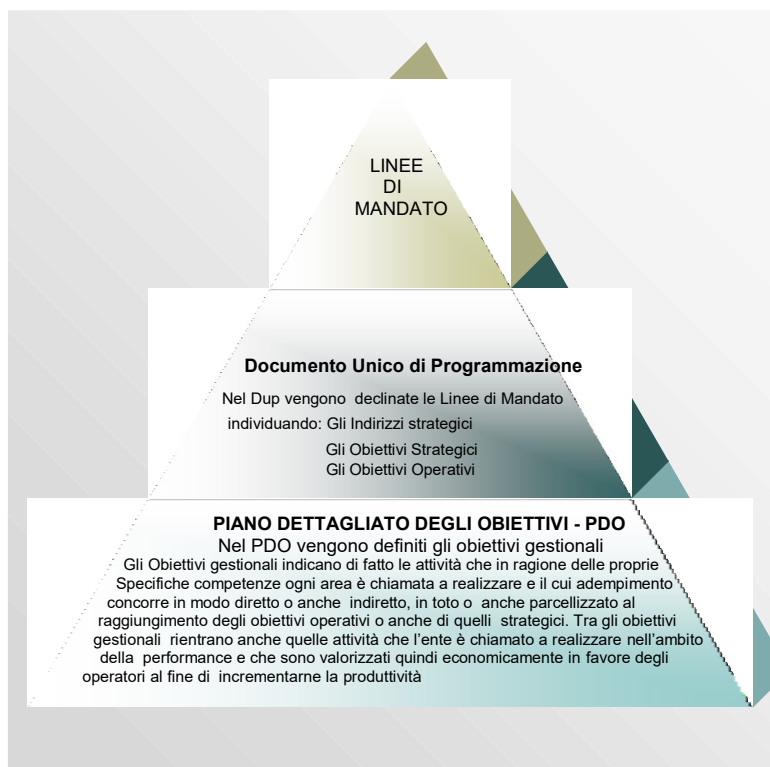 LINEE
DI
MANDATO
Documento Unico di Programmazione
Nel Dup vengono declinate le Linee di Mandato
individuando: Gli Indirizzi strategici
Gli Obiettivi Strategici
Gli Obiettivi Operativi
PIANO DETTAGLIATO DEGLI OBIETTIVI - PDO
Nel PDO vengono definiti gli obiettivi gestionali
Gli Obiettivi gestionali indicano di fatto le attività che in ragione delle proprie
Specifiche competenze ogni area è chiamata a realizzare e il cui adempimento
concorre in modo diretto o anche indiretto, in toto o anche parcellizzato al
raggiungimento degli obiettivi operativi o anche di quelli strategici. Tra gli obiettivi
gestionali rientrano anche quelle attività che l'ente è chiamato a realizzare nell'ambito
della performance e che sono valorizzati quindi economicamente in favore degli
operatori al fine di incrementarne la produttività